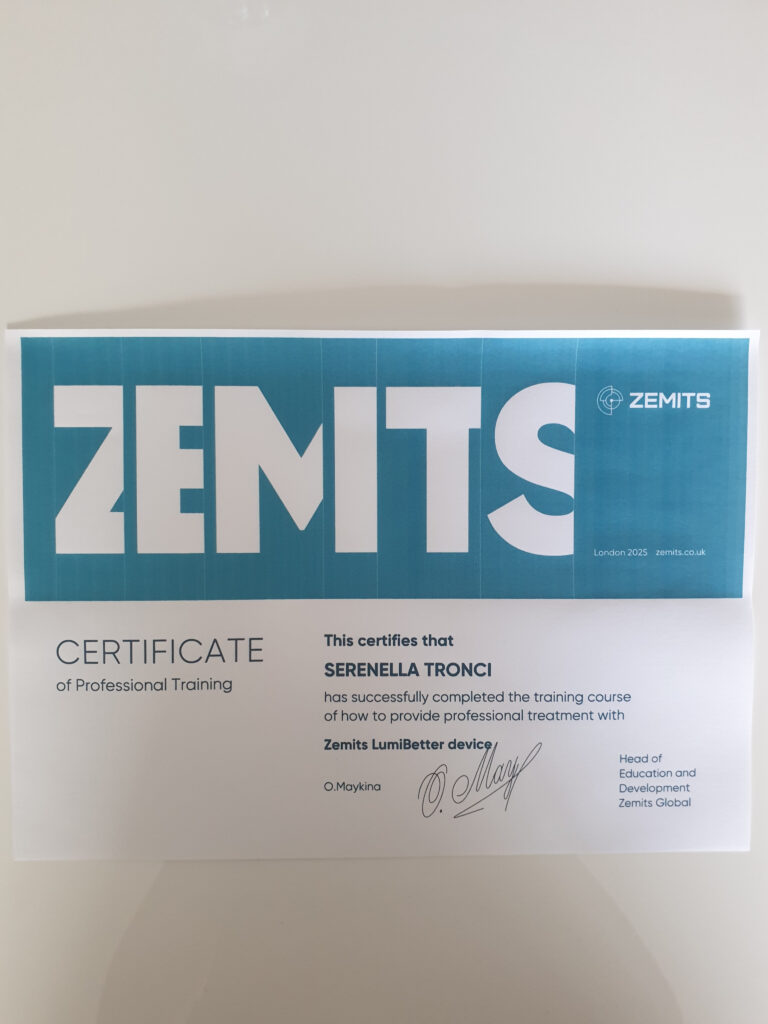 ZEMITS
ZEMITS
London 2025 zemits.co.uk
CERTIFICATE
of Professional Training
This certifies that
SERENELLA TRONCI
has successfully completed the training course
of how to provide professional treatment with
Zemits LumiBetter device
O.Maykina
O. May
Head of
Education and
Development
Zemits Global